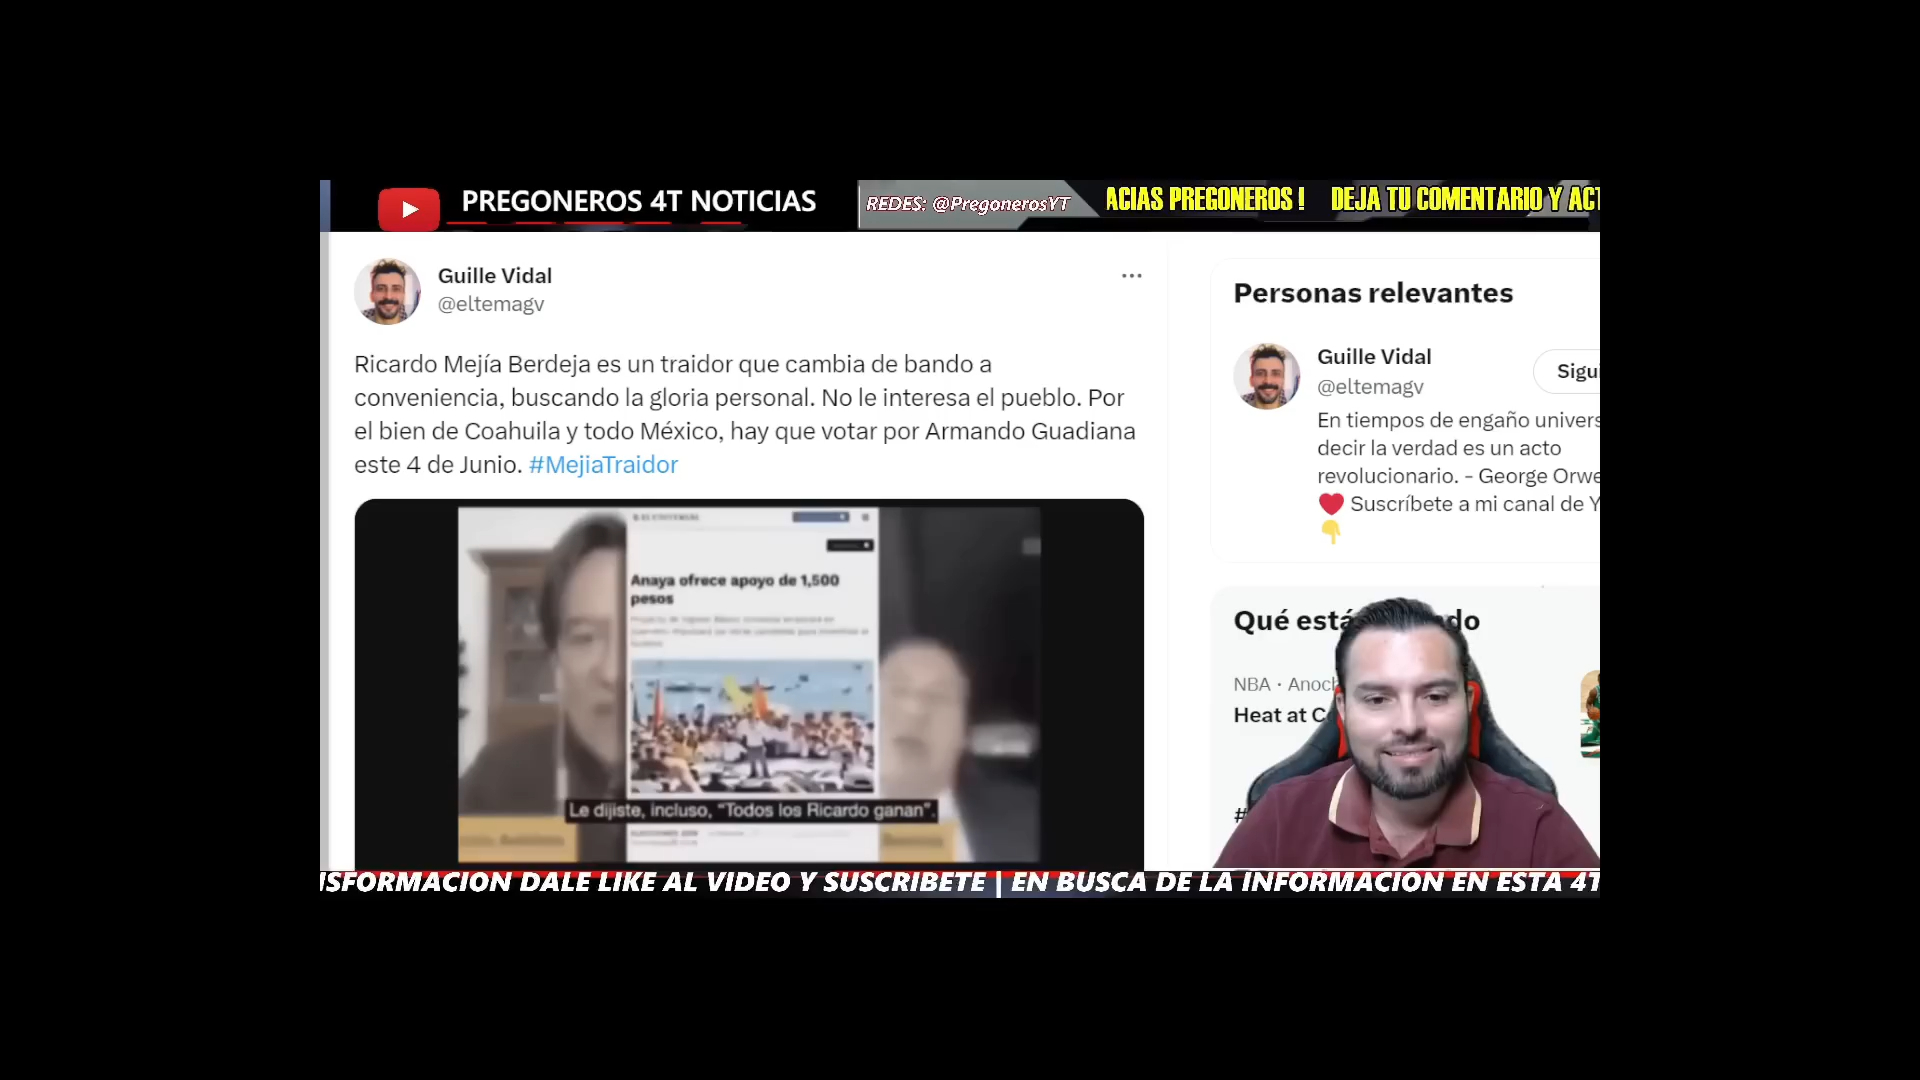 PREGONEROS 4T NOTICIAS
REDES: @PregonerosYT
ACIAS PREGONEROS ! DEJA TU COMENTARIO Y ACT
Guille Vidal
@eltemagv
Ricardo Mejía Berdeja es un traidor que cambia de bando a
conveniencia, buscando la gloria personal. No le interesa el pueblo. Por
el bien de Coahuila y todo México, hay que votar por Armando Guadiana
este 4 de Junio. #MejiaTraidor
Anaya ofrece apoyo de 1,500
pesos
Le dijiste, incluso, “Todos los Ricardo ganan”.
Personas relevantes
Guille Vidal
@eltemagv
Sigu
En tiempos de engaño univers
decir la verdad es un acto
revolucionario. - George Orwe
Suscríbete a mi canal de Y
Qué está do
NBA · Anoch
Heat at C
#
ISFORMACION DALE LIKE AL VIDEO Y SUSCRIBETE | EN BUSCA DE LA INFORMACION EN ESTA 4T